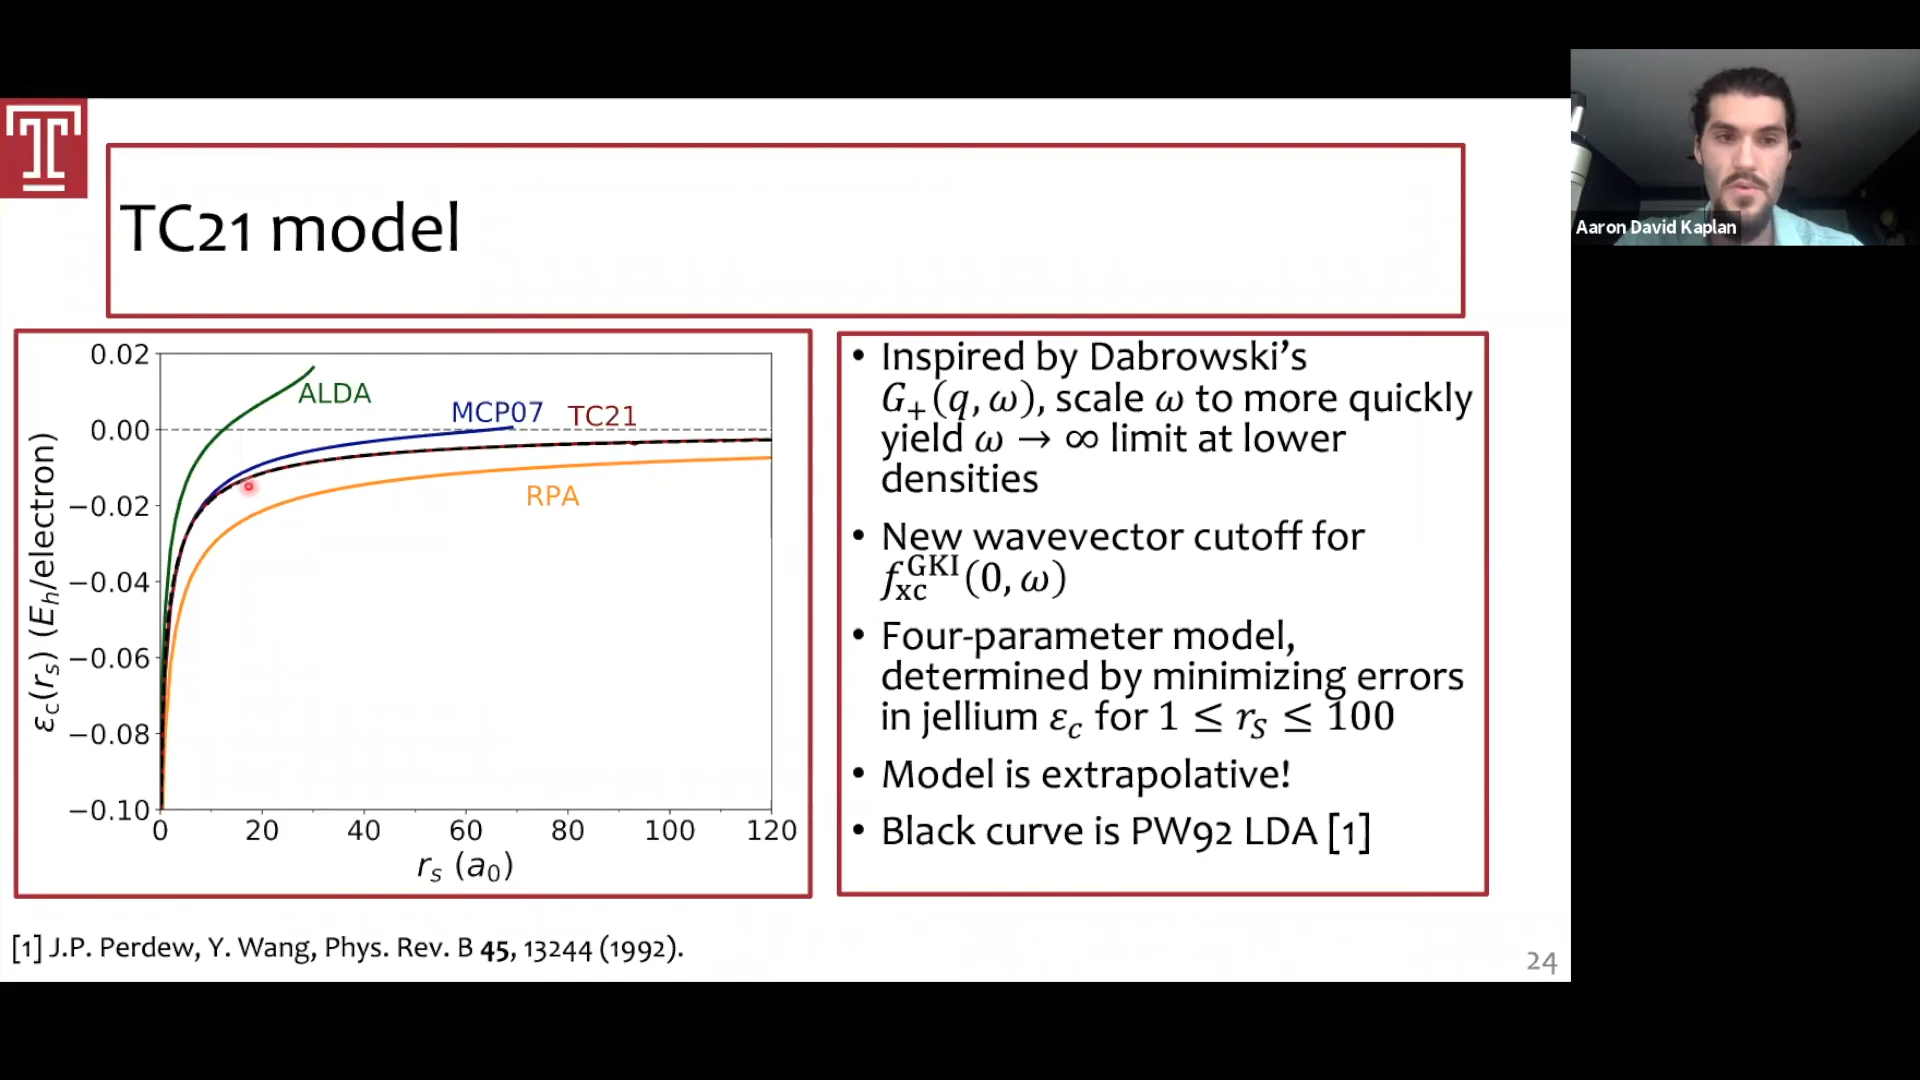 T
Aaron David Kaplan
TC21 model
0.02
0.00
−0.02
−0.04
−0.06
−0.08
−0.10
0 20 40 60 80 100 120
εc(rs) (Eh/electron)
rs (a0)
ALDA
MCP07 TC21
RPA
• Inspired by Dabrowski’s
G+(q, ω), scale ω to more quickly
yield ω → ∞ limit at lower
densities
• New wavevector cutoff for
fxc^GKI(0, ω)
• Four-parameter model,
determined by minimizing errors
in jellium εc for 1 ≤ rS ≤ 100
• Model is extrapolative!
• Black curve is PW92 LDA [1]
[1] J.P. Perdew, Y. Wang, Phys. Rev. B 45, 13244 (1992).
24